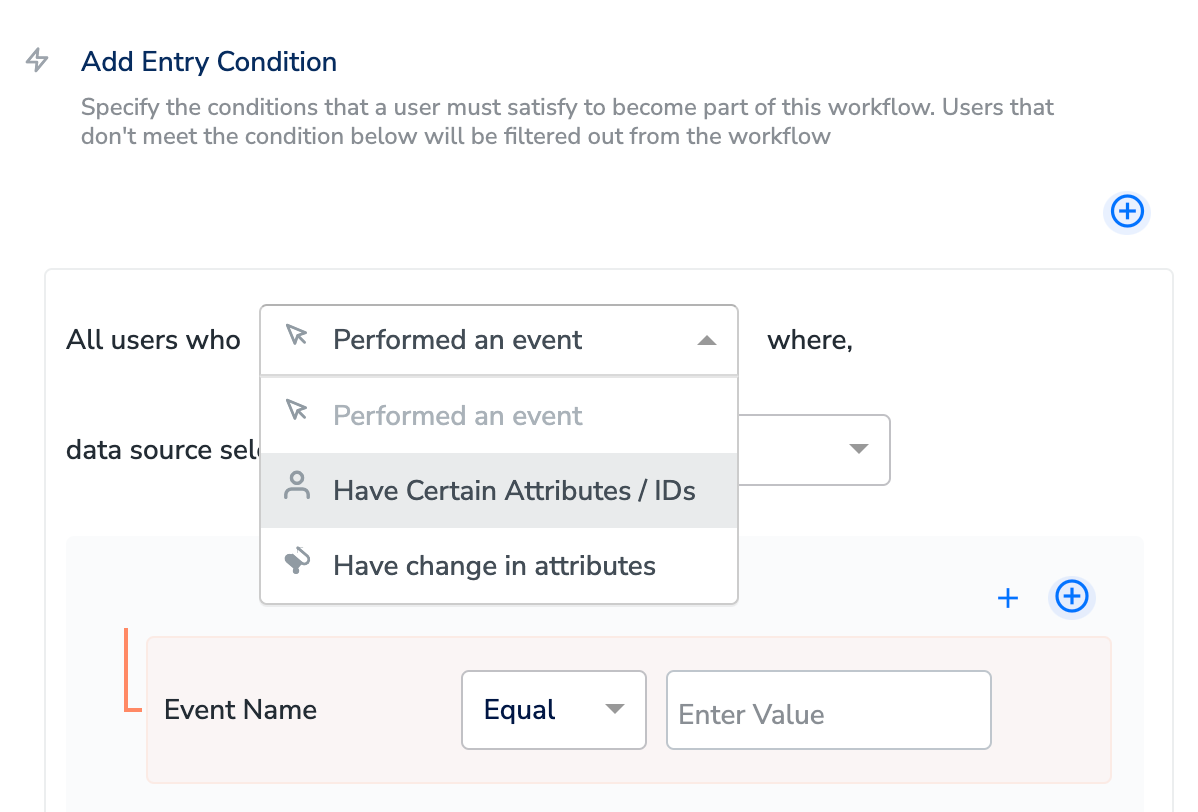 Add Entry Condition
Specify the conditions that a user must satisfy to become part of this workflow. Users that
don't meet the condition below will be filtered out from the workflow
All users who Performed an event where,
Performed an event
data source sel
Have Certain Attributes / IDs
Have change in attributes
Event Name Equal Enter Value